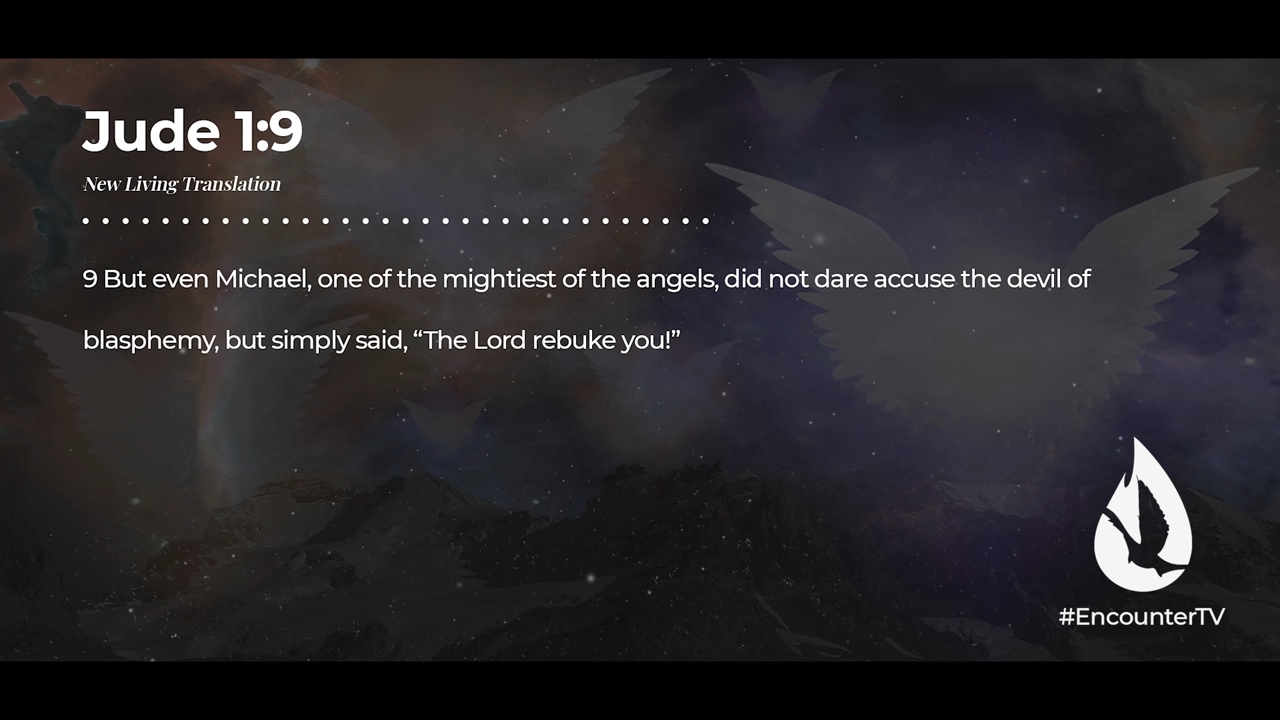 Jude 1:9
New Living Translation
9 But even Michael, one of the mightiest of the angels, did not dare accuse the devil of
blasphemy, but simply said, “The Lord rebuke you!”
#EncounterTV